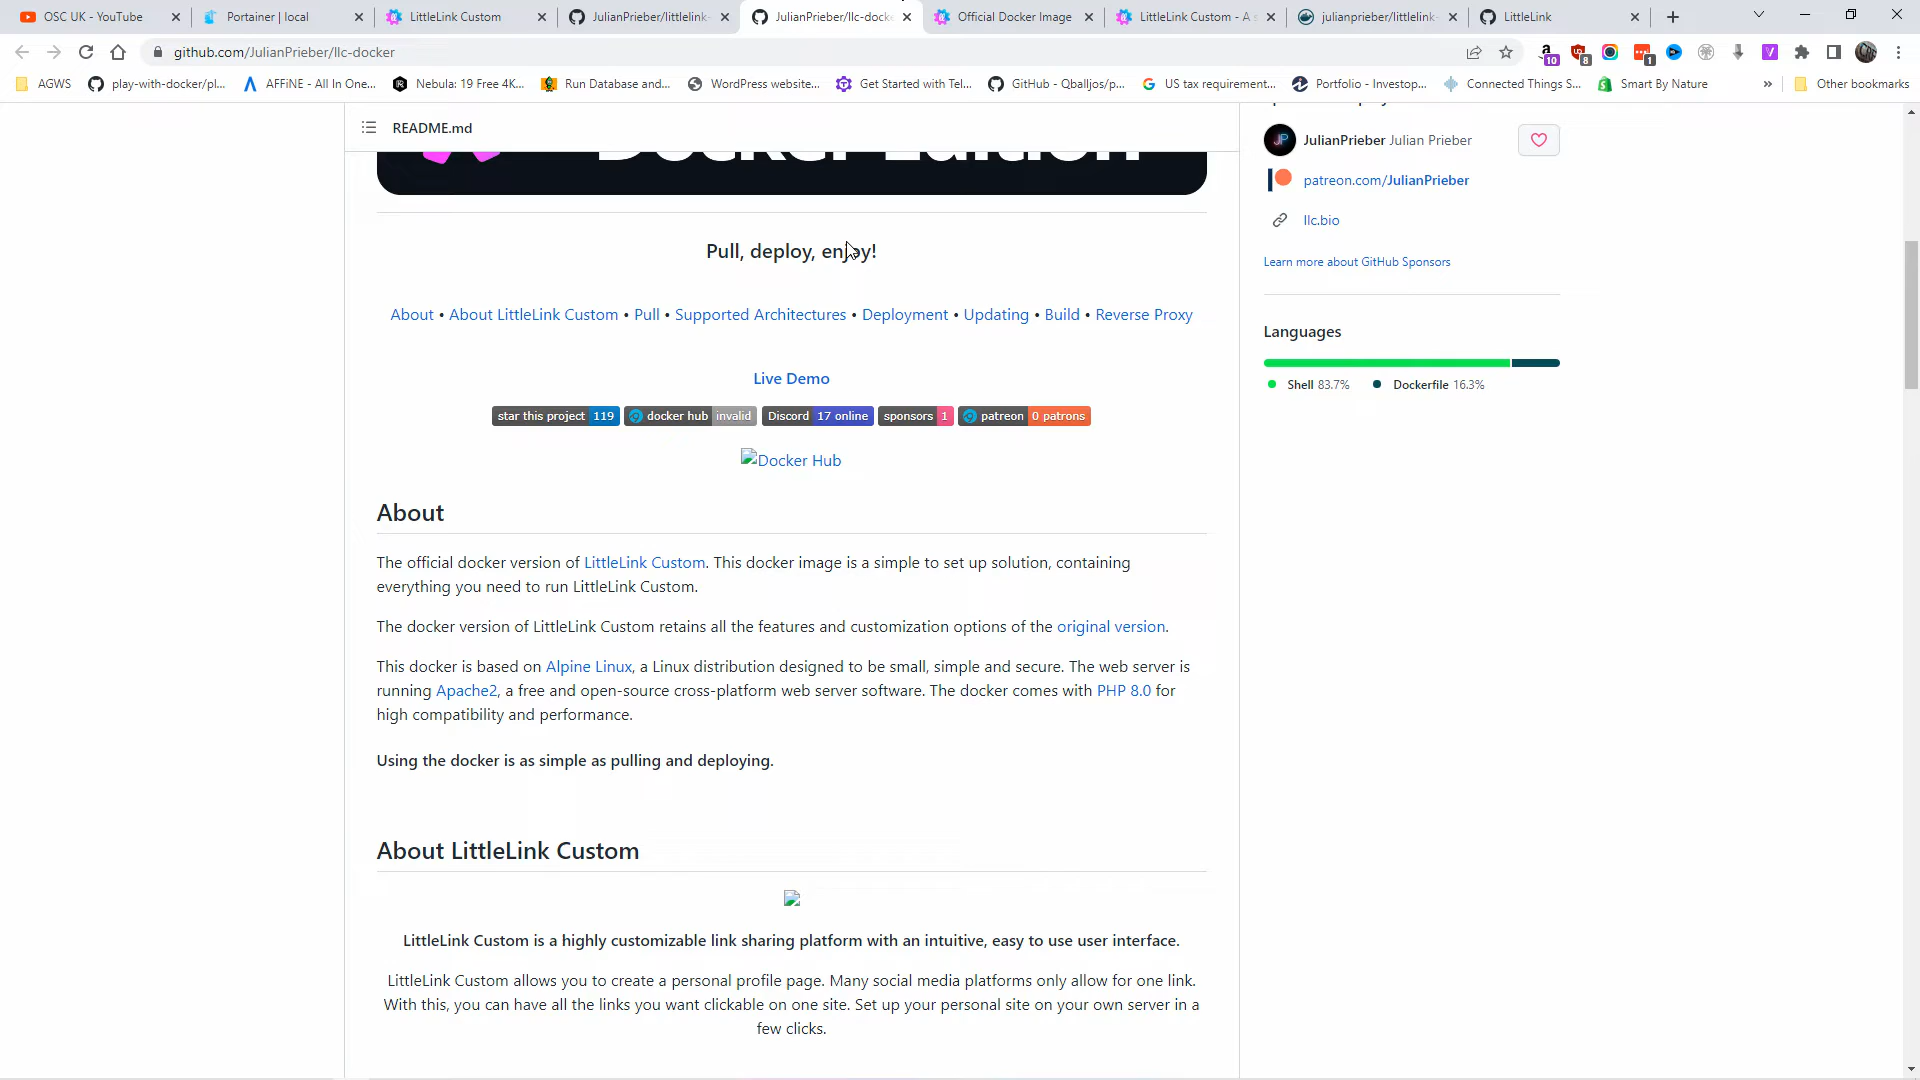 OSC UK - YouTube
Portainer | local
LittleLink Custom
JulianPrieber/littlelink-
JulianPrieber/llc-docke
Official Docker Image
LittleLink Custom - A s
julianprieber/littlelink-
LittleLink
github.com/JulianPrieber/llc-docker
10
8
1
AGWS
play-with-docker/pl...
AFFiNE - All In One...
Nebula: 19 Free 4K...
Run Database and...
WordPress website...
Get Started with Tel...
GitHub - Qballjos/p...
US tax requirement...
Portfolio - Investop...
Connected Things S...
Smart By Nature
»
Other bookmarks
README.md
Docker Edition
Pull, deploy, enjoy!
About • About LittleLink Custom • Pull • Supported Architectures • Deployment • Updating • Build • Reverse Proxy
Live Demo
star this project 119
docker hub invalid
Discord 17 online
sponsors 1
patreon 0 patrons
Docker Hub
About
The official docker version of LittleLink Custom. This docker image is a simple to set up solution, containing
everything you need to run LittleLink Custom.
The docker version of LittleLink Custom retains all the features and customization options of the original version.
This docker is based on Alpine Linux, a Linux distribution designed to be small, simple and secure. The web server is
running Apache2, a free and open-source cross-platform web server software. The docker comes with PHP 8.0 for
high compatibility and performance.
Using the docker is as simple as pulling and deploying.
About LittleLink Custom
LittleLink Custom is a highly customizable link sharing platform with an intuitive, easy to use user interface.
LittleLink Custom allows you to create a personal profile page. Many social media platforms only allow for one link.
With this, you can have all the links you want clickable on one site. Set up your personal site on your own server in a
few clicks.
JP
JulianPrieber Julian Prieber
patreon.com/JulianPrieber
llc.bio
Learn more about GitHub Sponsors
Languages
Shell 83.7%
Dockerfile 16.3%